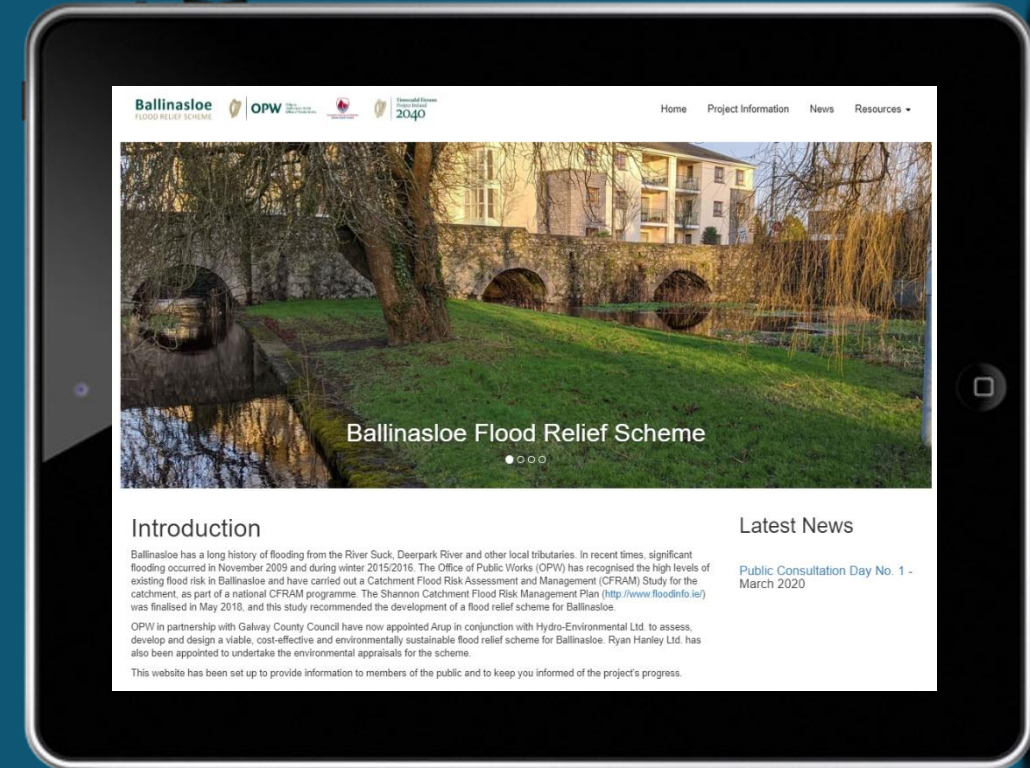 Ballinasloe
FLOOD RELIEF SCHEME
OPW
Tionscadal Éireann
Project Ireland
2040
Home Project Information News Resources
Ballinasloe Flood Relief Scheme
Introduction
Ballinasloe has a long history of flooding from the River Suck, Deerpark River and other local tributaries. In recent times, significant
flooding occurred in November 2009 and during winter 2015/2016. The Office of Public Works (OPW) has recognised the high levels of
existing flood risk in Ballinasloe and have carried out a Catchment Flood Risk Assessment and Management (CFRAM) Study for the
catchment, as part of a national CFRAM programme. The Shannon Catchment Flood Risk Management Plan (http://www.floodinfo.ie/)
was finalised in May 2018, and this study recommended the development of a flood relief scheme for Ballinasloe.
OPW in partnership with Galway County Council have now appointed Arup in conjunction with Hydro-Environmental Ltd. to assess,
develop and design a viable, cost-effective and environmentally sustainable flood relief scheme for Ballinasloe. Ryan Hanley Ltd. has
also been appointed to undertake the environmental appraisals for the scheme.
This website has been set up to provide information to members of the public and to keep you informed of the project's progress.
Latest News
Public Consultation Day No. 1 -
March 2020